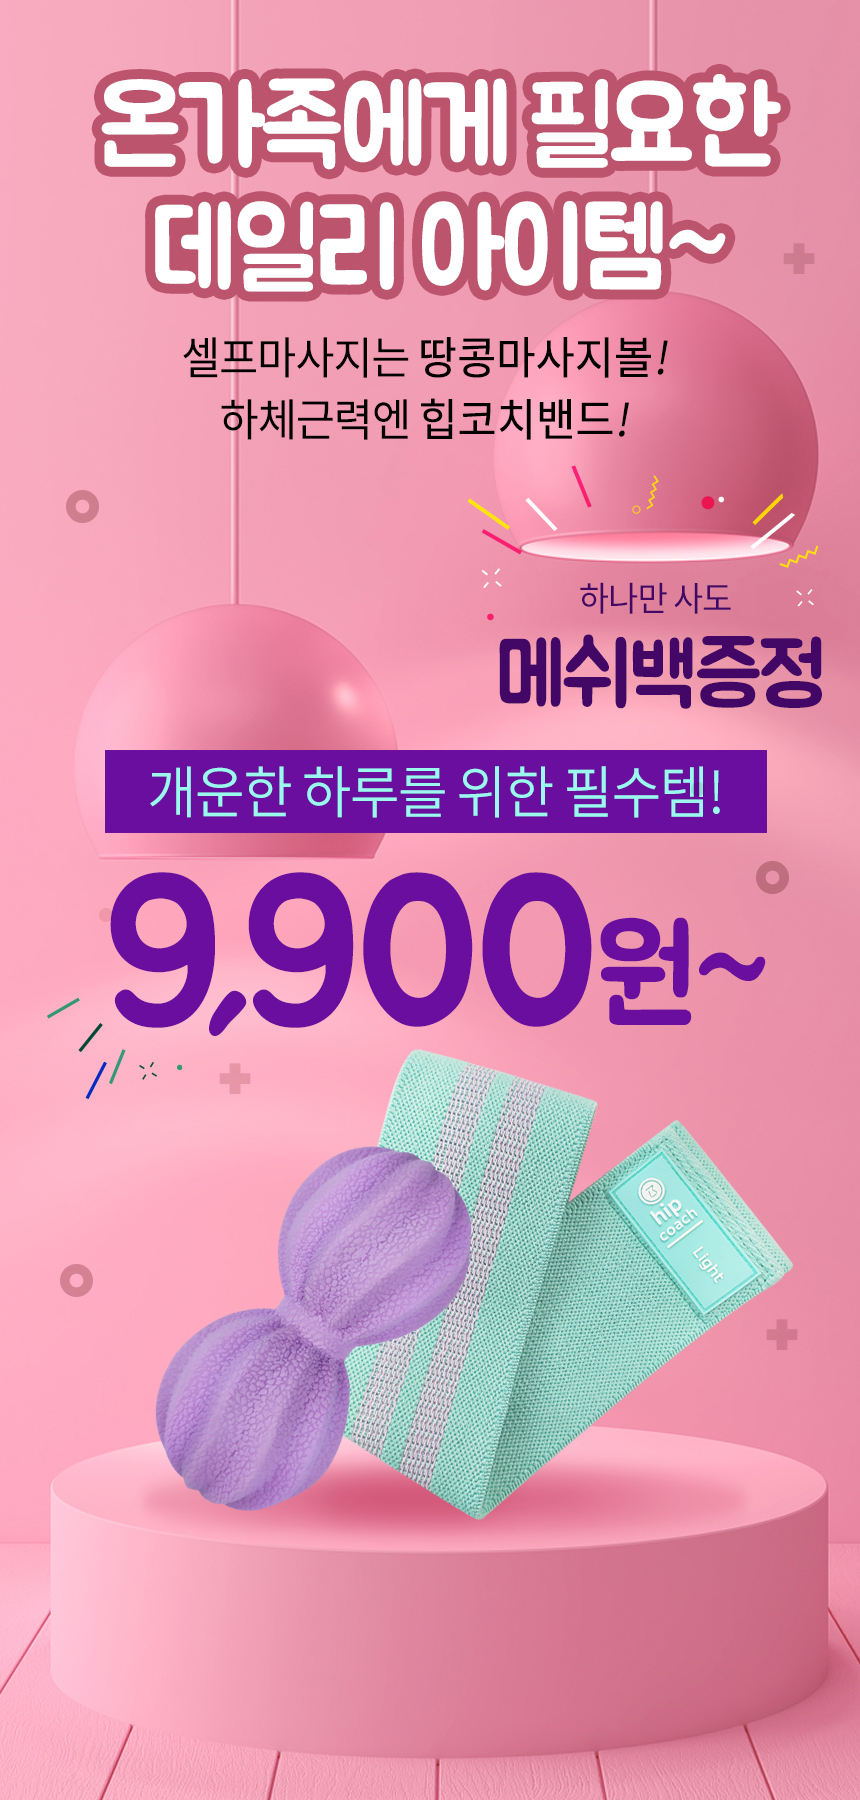 온가족에게 필요한
데일리 아이템~
셀프마사지는 땅콩마사지볼!
하체근력엔 힙코치밴드!
하나만 사도
메쉬백증정
개운한 하루를 위한 필수템!
9,900원~
hip
coach
Light